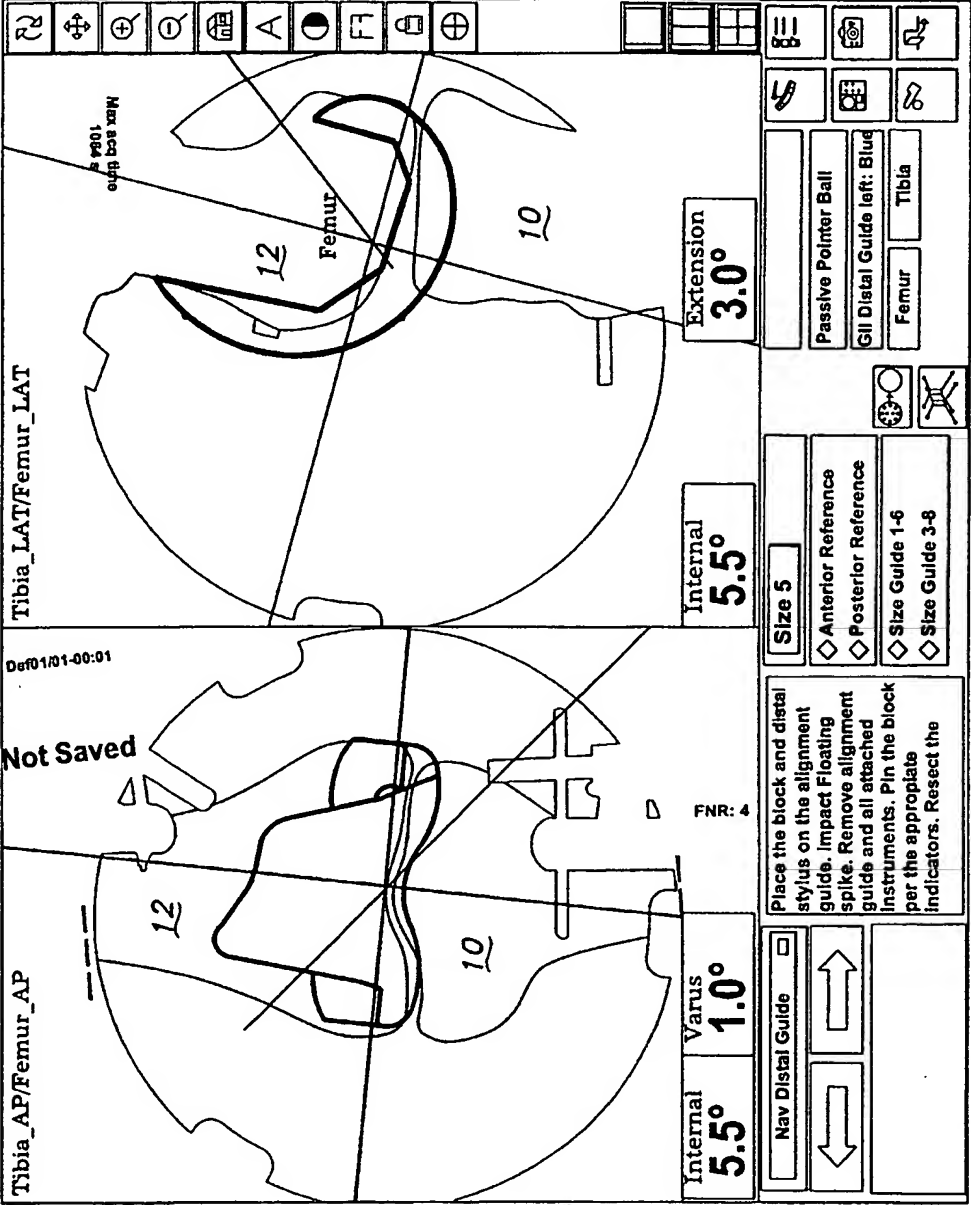 Tibia_AP/Femur_AP
Not Saved
Def01/01-00:01
12
10
FNR: 4
Internal
5.5°
Varus
1.0°
Tibia_LAT/Femur_LAT
Max acq time
1084 s
12
Femur
10
Internal
5.5°
Extension
3.0°
A
Nav Distal Guide
Place the block and distal
stylus on the alignment
guide. Impact Floating
spike. Remove alignment
guide and all attached
Instruments. Pin the block
per the appropiate
indicators. Resect the
Size 5
Anterior Reference
Posterior Reference
Size Guide 1-6
Size Guide 3-8
Passive Pointer Ball
GII Distal Guide left: Blue
Femur
Tibia